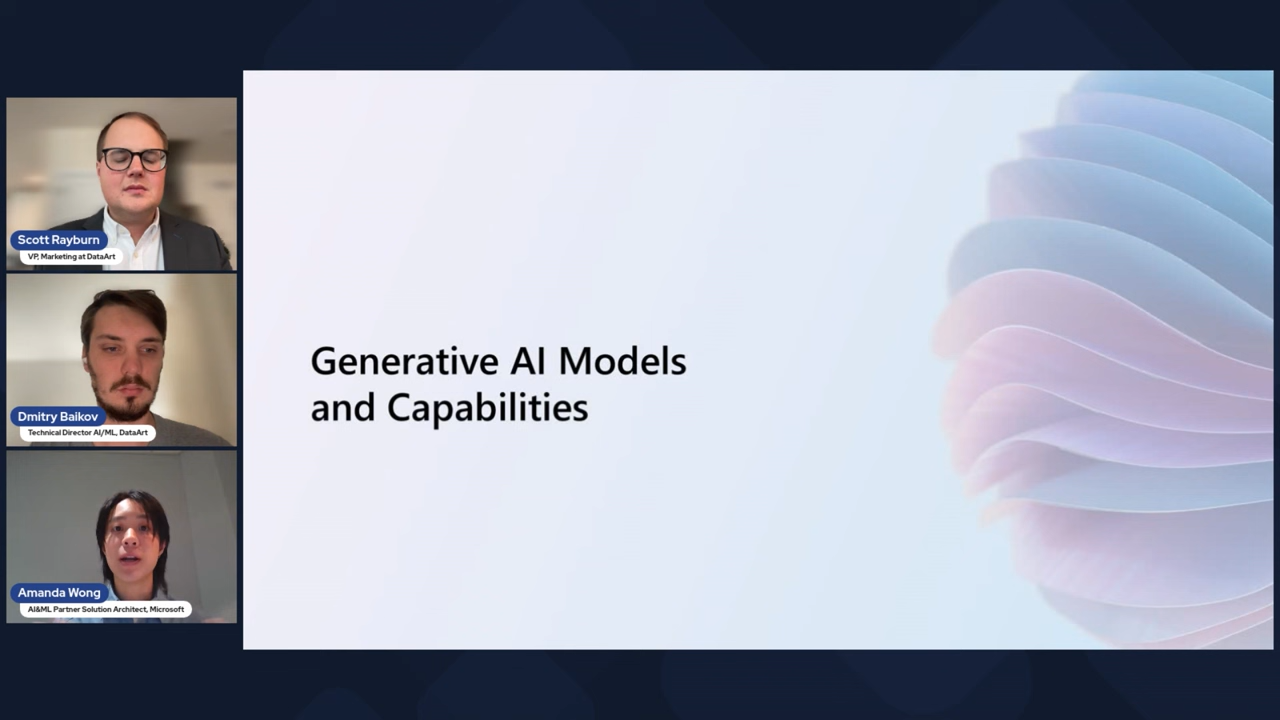 Scott Rayburn
VP, Marketing at DataArt
Dmitry Baikov
Technical Director AI/ML, DataArt
Amanda Wong
AI&ML Partner Solution Architect, Microsoft
Generative AI Models
and Capabilities